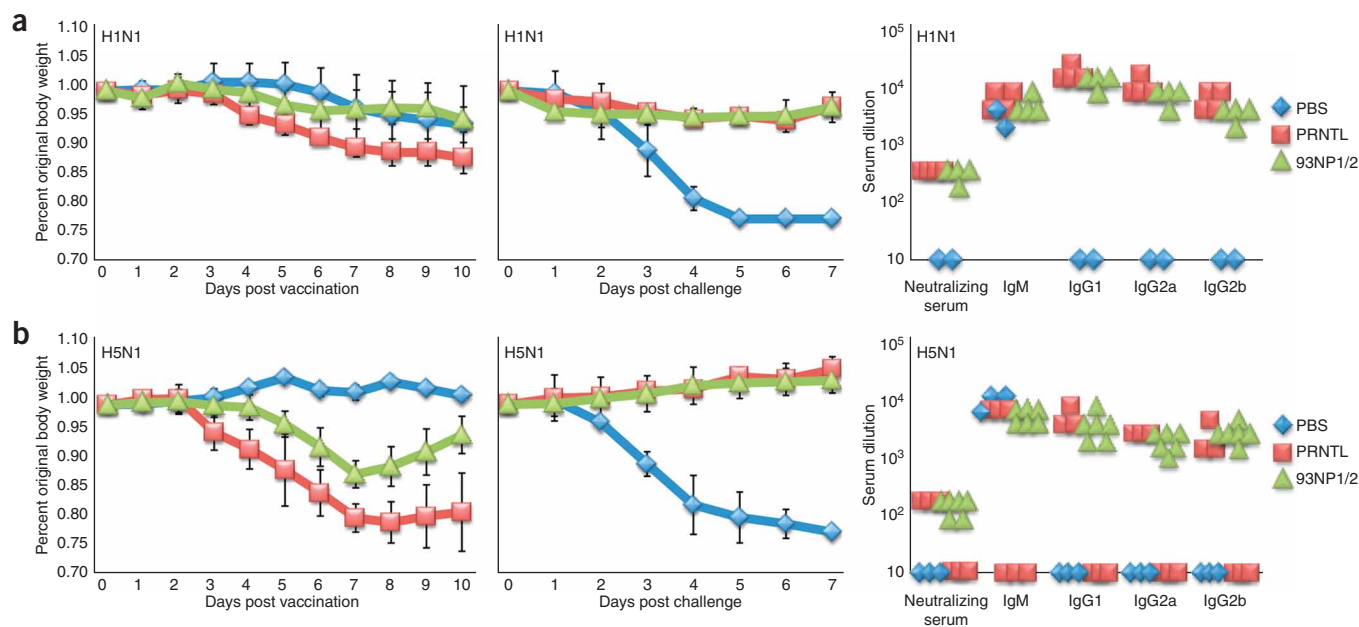 a
H1N1
Percent original body weight
1.10
1.05
1.00
0.95
0.90
0.85
0.80
0.75
0.70
0 1 2 3 4 5 6 7 8 9 10
Days post vaccination
H1N1
0 1 2 3 4 5 6 7
Days post challenge
H1N1
Serum dilution
10^5
10^4
10^3
10^2
10
Neutralizing serum
IgM
IgG1
IgG2a
IgG2b
PBS
PRNTL
93NP1/2
b
H5N1
Percent original body weight
1.10
1.05
1.00
0.95
0.90
0.85
0.80
0.75
0.70
0 1 2 3 4 5 6 7 8 9 10
Days post vaccination
H5N1
0 1 2 3 4 5 6 7
Days post challenge
H5N1
Serum dilution
10^5
10^4
10^3
10^2
10
Neutralizing serum
IgM
IgG1
IgG2a
IgG2b
PBS
PRNTL
93NP1/2